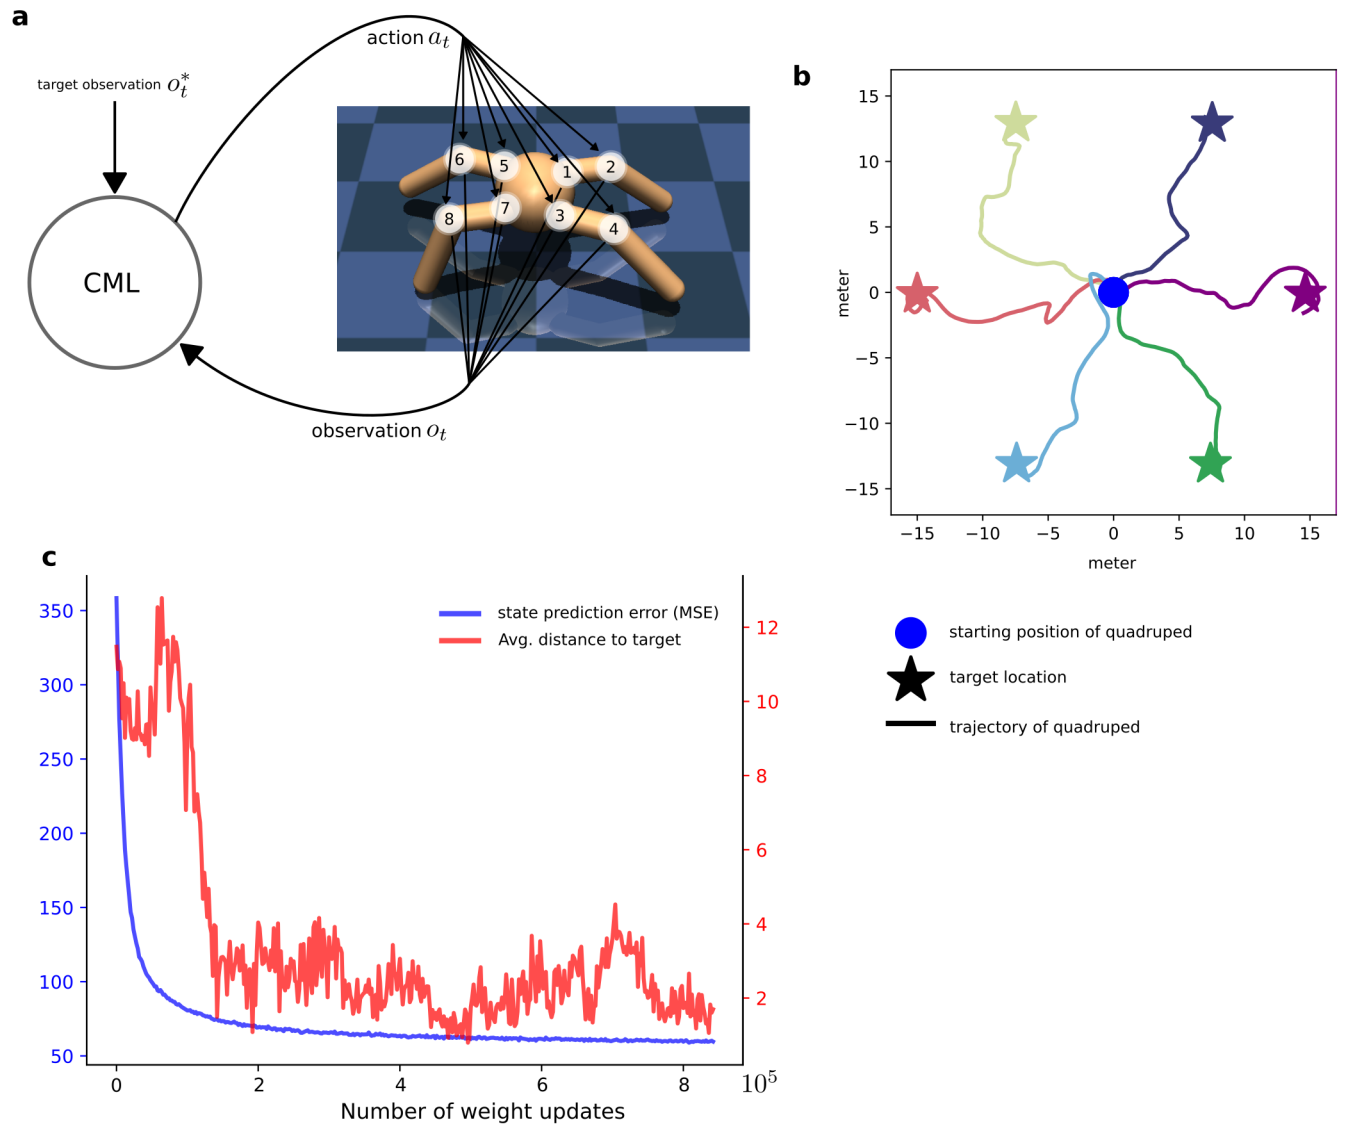 a
action a_t
target observation o_t^*
6
5
1
2
8
7
3
4
CML
observation o_t
b
meter
15
10
5
0
−5
−10
−15
−15
−10
−5
0
5
10
15
meter
starting position of quadruped
target location
trajectory of quadruped
c
350
300
250
200
150
100
50
state prediction error (MSE)
Avg. distance to target
12
10
8
6
4
2
0
2
4
6
8
10^5
Number of weight updates